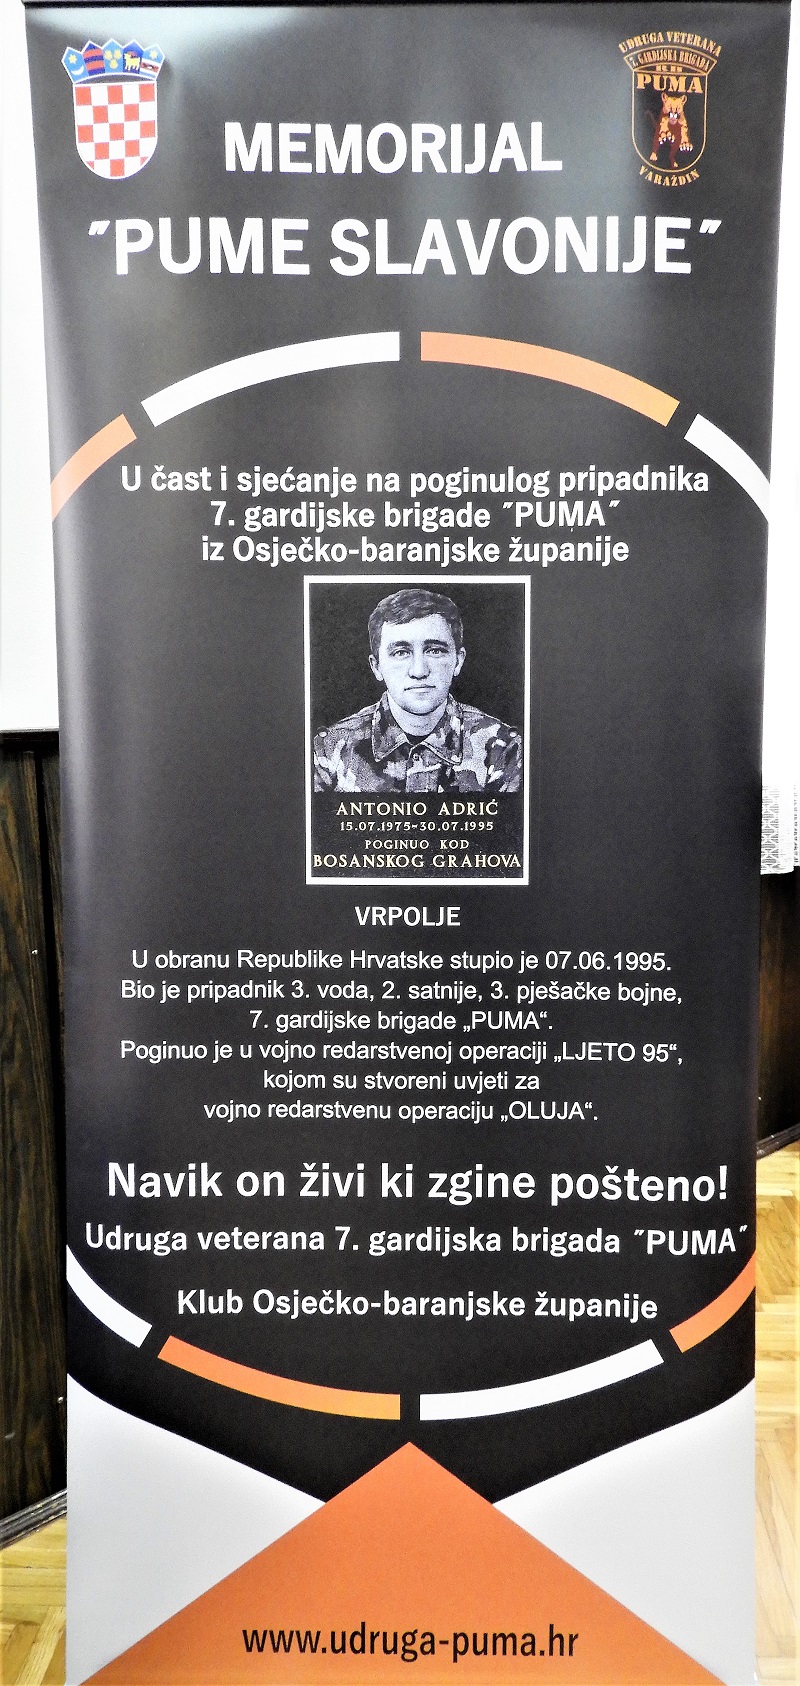 UDRUGA VETERANA
7. GARDIJSKA BRIGADA
PUMA
VARAŽDIN
MEMORIJAL
˝PUME SLAVONIJE˝
U čast i sjećanje na poginulog pripadnika
7. gardijske brigade ˝PUMA˝
iz Osječko-baranjske županije
ANTONIO ADRIĆ
15.07.1975-30.07.1995
POGINUO KOD
BOSANSKOG GRAHOVA
VRPOLJE
U obranu Republike Hrvatske stupio je 07.06.1995.
Bio je pripadnik 3. voda, 2. satnije, 3. pješačke bojne,
7. gardijske brigade „PUMA“.
Poginuo je u vojno redarstvenoj operaciji „LJETO 95“,
kojom su stvoreni uvjeti za
vojno redarstvenu operaciju „OLUJA“.
Navik on živi ki zgine pošteno!
Udruga veterana 7. gardijska brigada ˝PUMA˝
Klub Osječko-baranjske županije
www.udruga-puma.hr